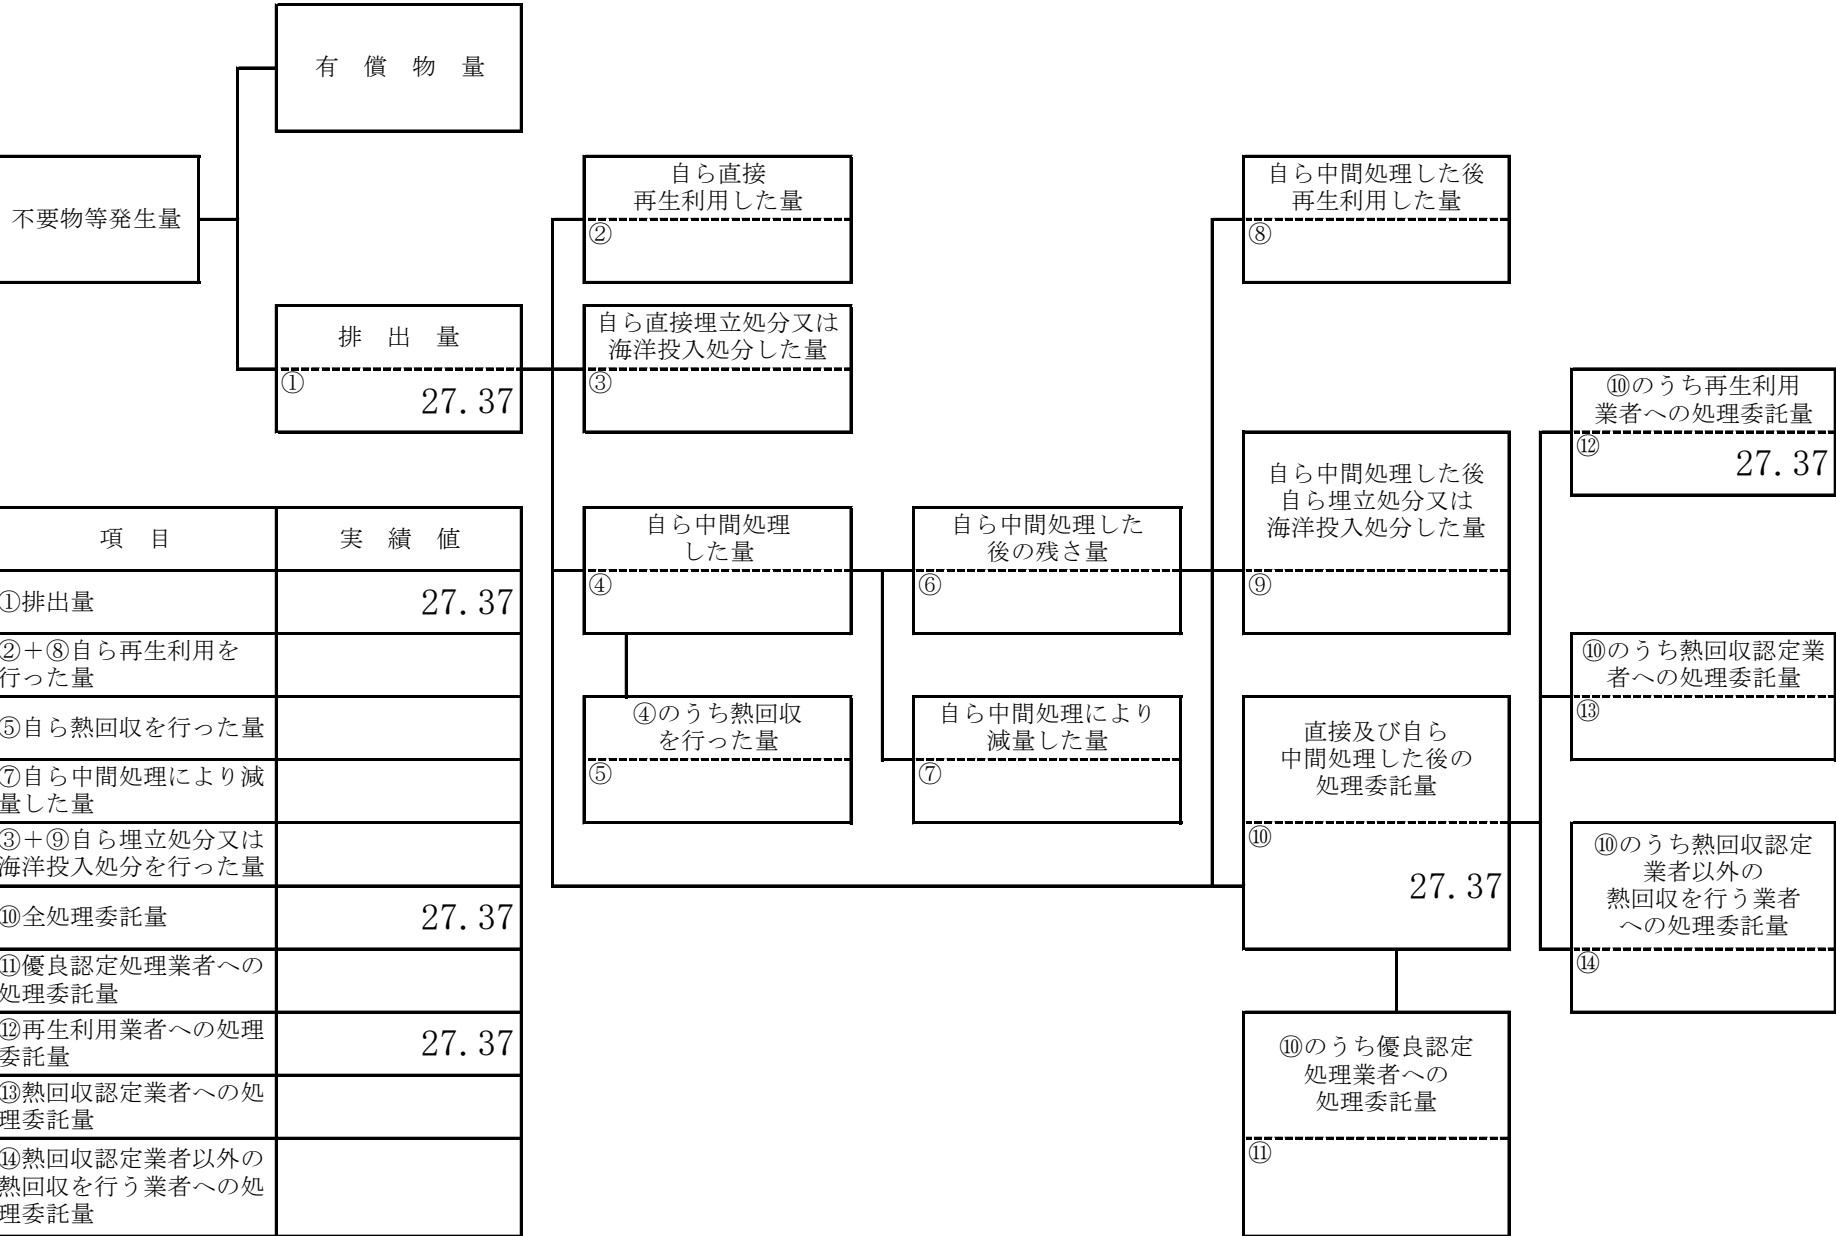 有　償　物　量
不要物等発生量
排　出　量
①
27.37
自ら直接
再生利用した量
②
自ら直接埋立処分又は
海洋投入処分した量
③
自ら中間処理
した量
④
④のうち熱回収
を行った量
⑤
自ら中間処理した
後の残さ量
⑥
自ら中間処理により
減量した量
⑦
自ら中間処理した後
再生利用した量
⑧
自ら中間処理した後
自ら埋立処分又は
海洋投入処分した量
⑨
直接及び自ら
中間処理した後の
処理委託量
⑩
27.37
⑩のうち優良認定
処理業者への
処理委託量
⑪
⑩のうち再生利用
業者への処理委託量
⑫
27.37
⑩のうち熱回収認定業
者への処理委託量
⑬
⑩のうち熱回収認定
業者以外の
熱回収を行う業者
への処理委託量
⑭
項　目
実　績　値
①排出量
27.37
②＋⑧自ら再生利用を
行った量
⑤自ら熱回収を行った量
⑦自ら中間処理により減
量した量
③＋⑨自ら埋立処分又は
海洋投入処分を行った量
⑩全処理委託量
27.37
⑪優良認定処理業者への
処理委託量
⑫再生利用業者への処理
委託量
27.37
⑬熱回収認定業者への処
理委託量
⑭熱回収認定業者以外の
熱回収を行う業者への処
理委託量